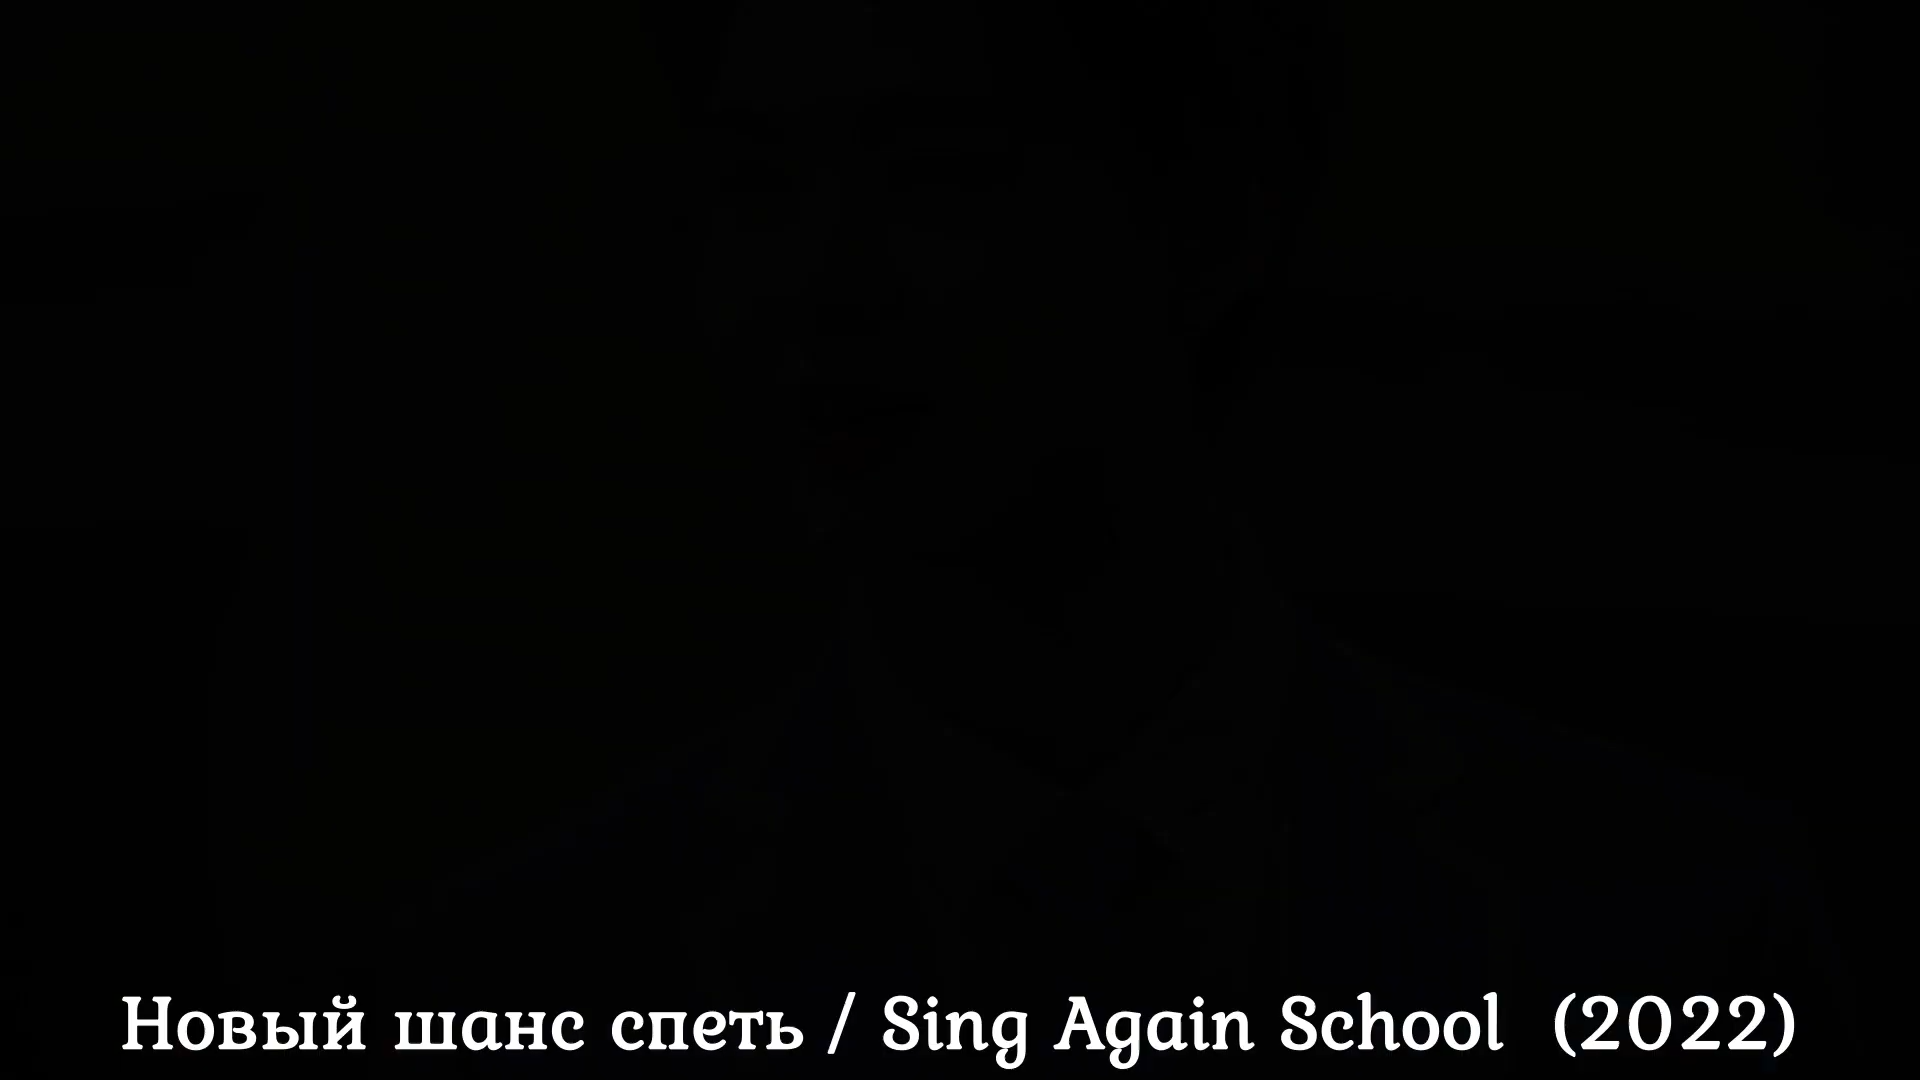 Новый шанс спеть / Sing Again School (2022)